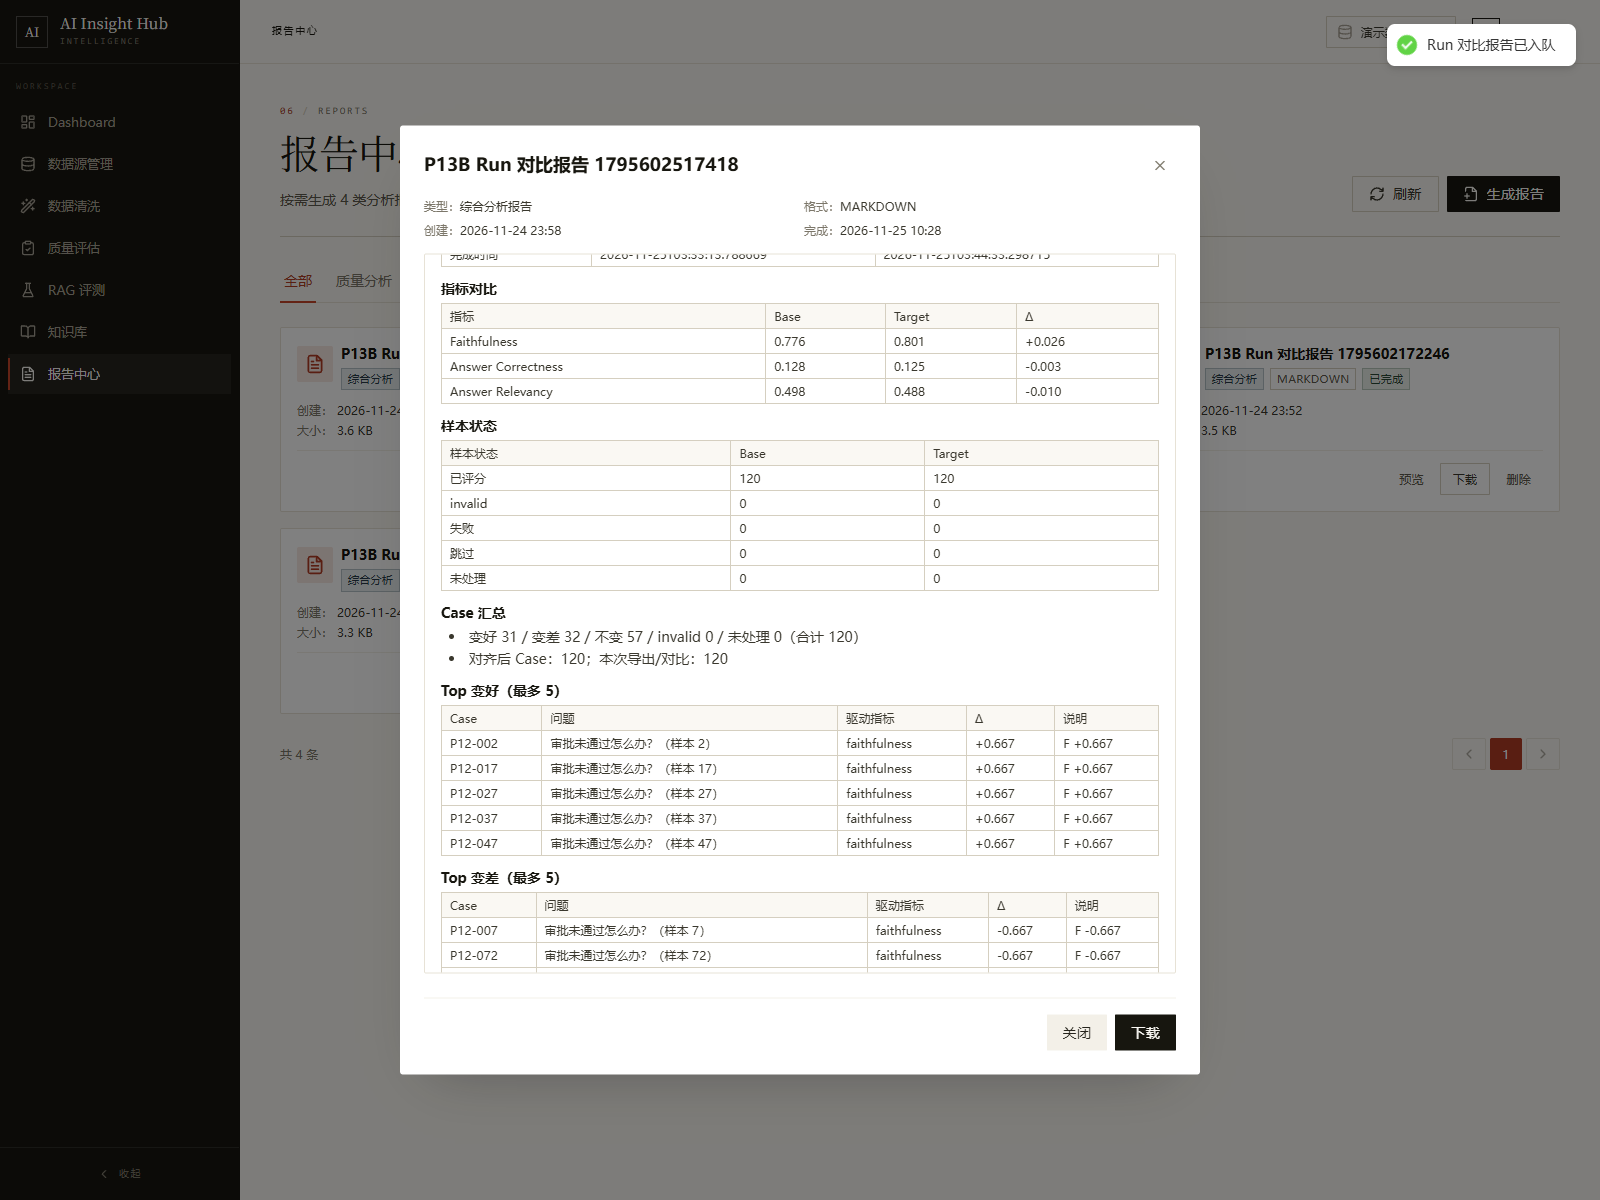 AI
AI Insight Hub
INTELLIGENCE
WORKSPACE
Dashboard
数据源管理
数据清洗
质量评估
RAG 评测
知识库
报告中心
收起
报告中心
演示
Run 对比报告已入队
06 / REPORTS
报告中
按需生成 4 类分析
刷新
生成报告
全部
质量分析
P13B Ru
综合分析
创建: 2026-11-24
大小: 3.6 KB
P13B Run 对比报告 1795602172246
综合分析
MARKDOWN
已完成
2026-11-24 23:52
3.5 KB
预览
下载
删除
P13B Ru
综合分析
创建: 2026-11-24
大小: 3.3 KB
共 4 条
1
P13B Run 对比报告 1795602517418
类型: 综合分析报告
格式: MARKDOWN
创建: 2026-11-24 23:58
完成: 2026-11-25 10:28
完成时间 2026-11-25T03:33:13.788669 2026-11-25T03:44:33.298715
指标对比
指标 Base Target Δ
Faithfulness 0.776 0.801 +0.026
Answer Correctness 0.128 0.125 -0.003
Answer Relevancy 0.498 0.488 -0.010
样本状态
样本状态 Base Target
已评分 120 120
invalid 0 0
失败 0 0
跳过 0 0
未处理 0 0
Case 汇总
• 变好 31 / 变差 32 / 不变 57 / invalid 0 / 未处理 0（合计 120）
• 对齐后 Case：120；本次导出/对比：120
Top 变好（最多 5）
Case 问题 驱动指标 Δ 说明
P12-002 审批未通过怎么办？（样本 2） faithfulness +0.667 F +0.667
P12-017 审批未通过怎么办？（样本 17） faithfulness +0.667 F +0.667
P12-027 审批未通过怎么办？（样本 27） faithfulness +0.667 F +0.667
P12-037 审批未通过怎么办？（样本 37） faithfulness +0.667 F +0.667
P12-047 审批未通过怎么办？（样本 47） faithfulness +0.667 F +0.667
Top 变差（最多 5）
Case 问题 驱动指标 Δ 说明
P12-007 审批未通过怎么办？（样本 7） faithfulness -0.667 F -0.667
P12-072 审批未通过怎么办？（样本 72） faithfulness -0.667 F -0.667
关闭
下载